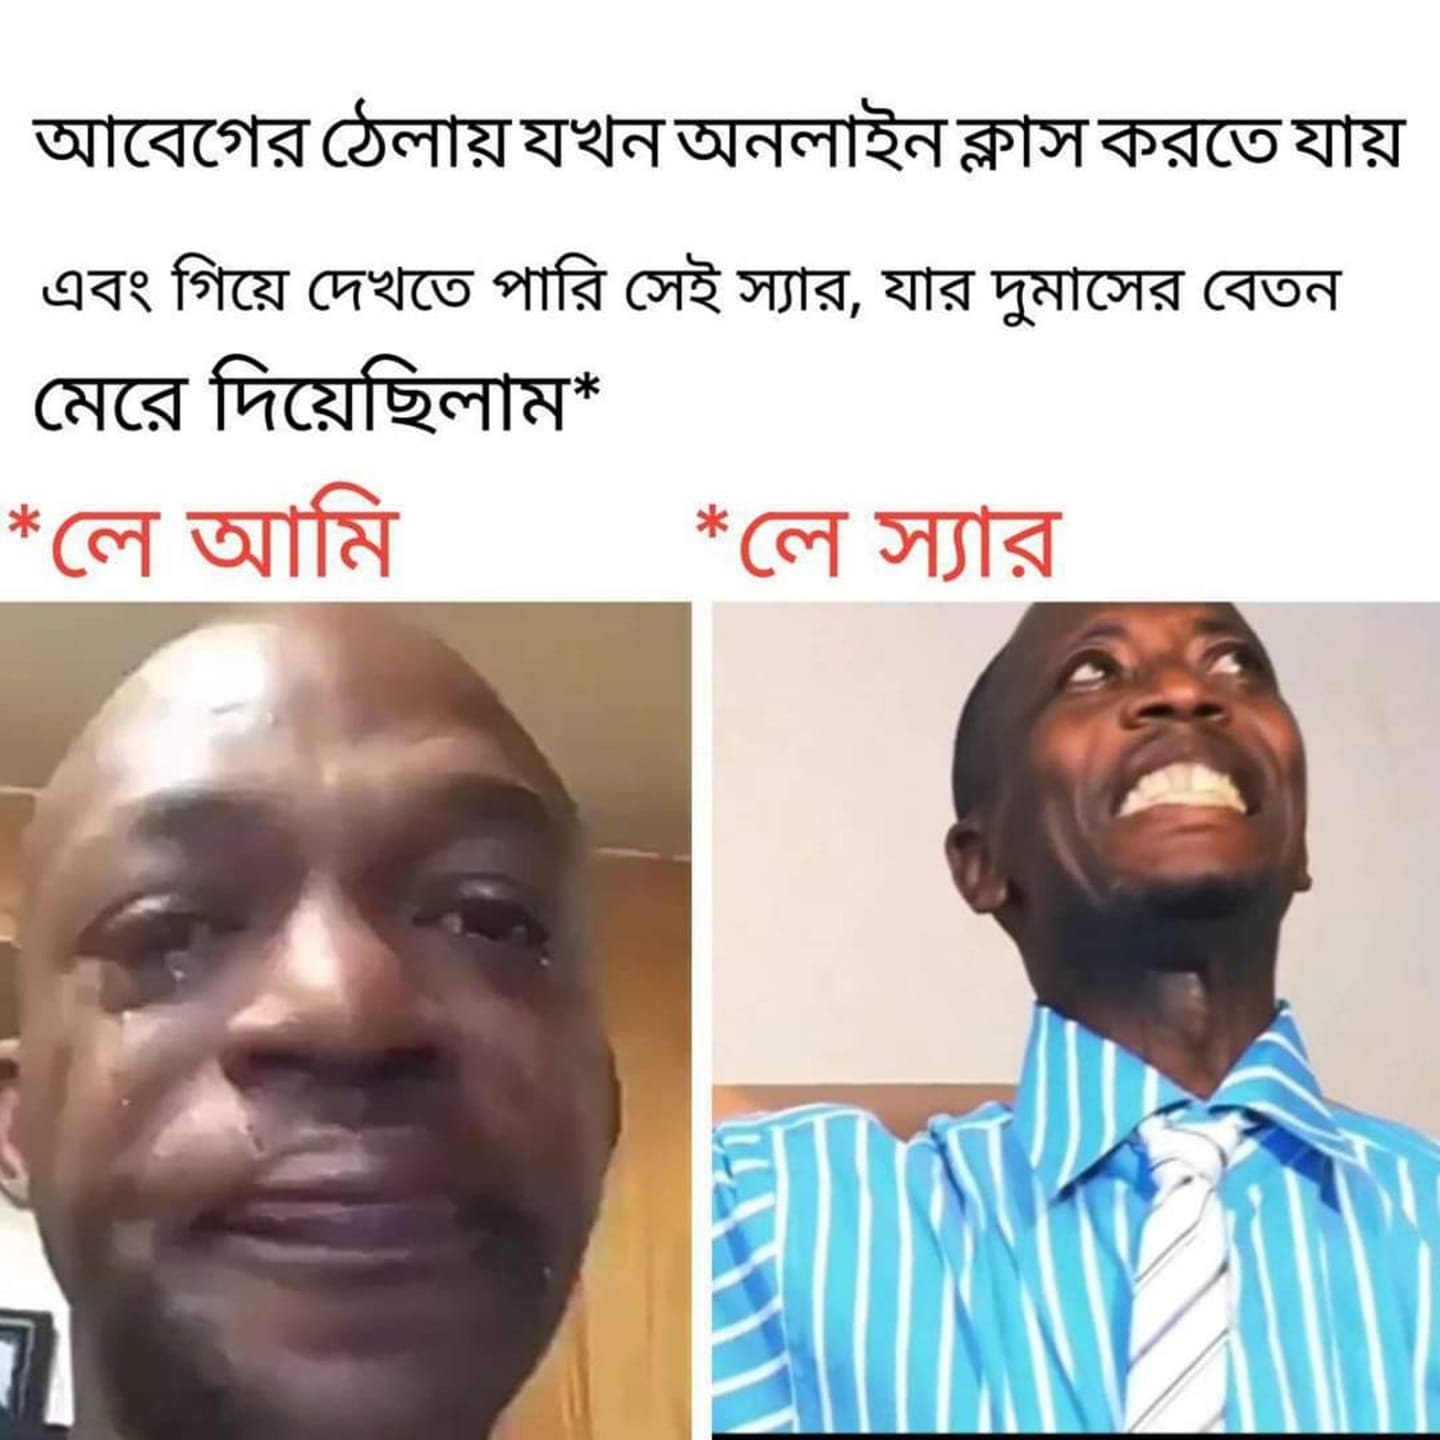 আবেগের ঠেলায় যখন অনলাইন ক্লাস করতে যায়
এবং গিয়ে দেখতে পারি সেই স্যার, যার দুমাসের বেতন
মেরে দিয়েছিলাম*
*লে আমি
*লে স্যার